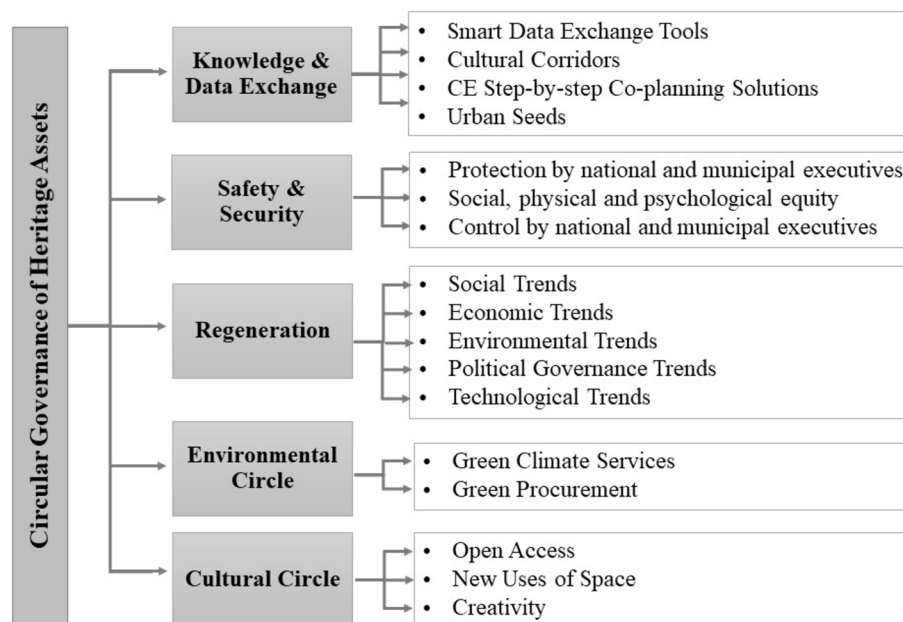 Circular Governance of Heritage Assets
Knowledge &
Data Exchange
• Smart Data Exchange Tools
• Cultural Corridors
• CE Step-by-step Co-planning Solutions
• Urban Seeds
Safety &
Security
• Protection by national and municipal executives
• Social, physical and psychological equity
• Control by national and municipal executives
Regeneration
• Social Trends
• Economic Trends
• Environmental Trends
• Political Governance Trends
• Technological Trends
Environmental
Circle
• Green Climate Services
• Green Procurement
Cultural Circle
• Open Access
• New Uses of Space
• Creativity